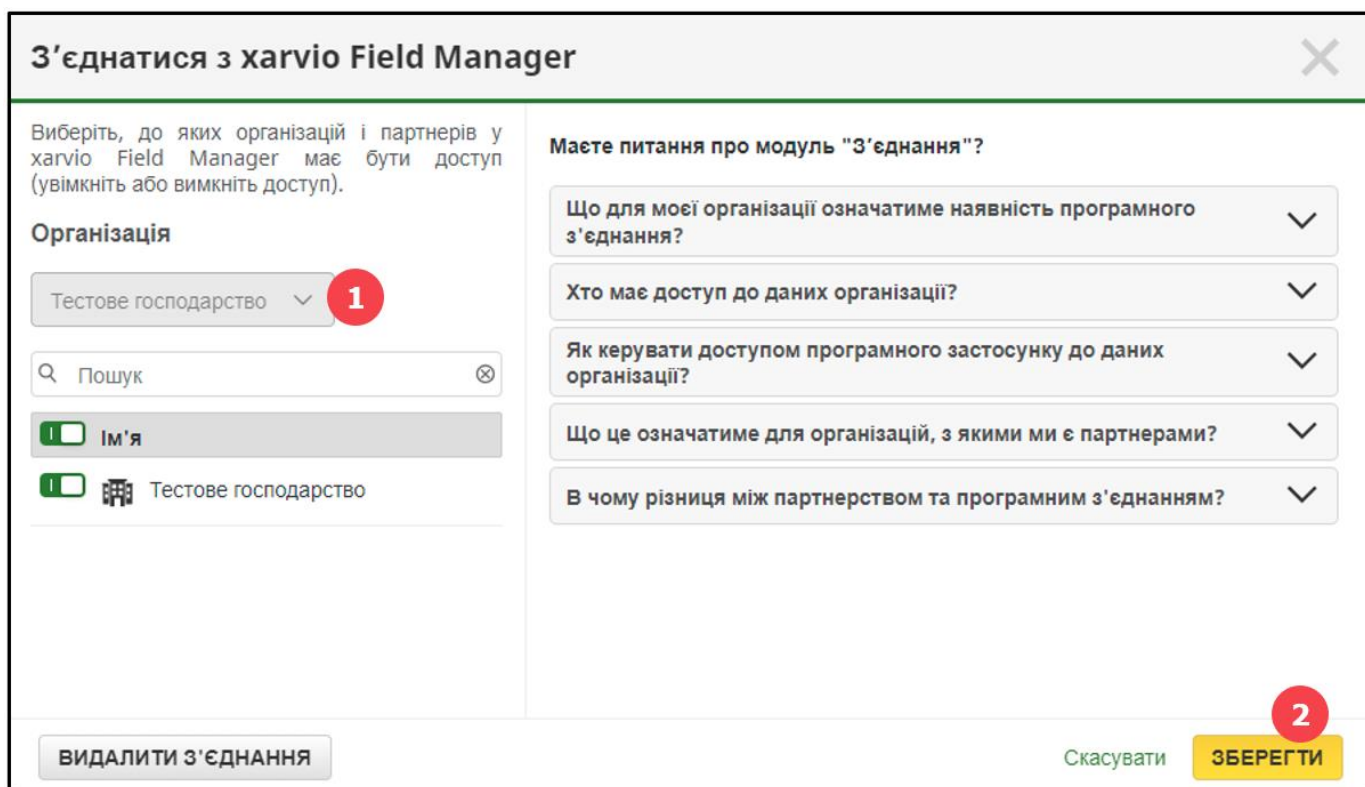 З’єднатися з xarvio Field Manager
Виберіть, до яких організацій і партнерів у
xarvio Field Manager має бути доступ
(увімкніть або вимкніть доступ).
Організація
Тестове господарство
1
Пошук
Ім'я
Тестове господарство
Маєте питання про модуль "З’єднання"?
Що для моєї організації означатиме наявність програмного
з'єднання?
Хто має доступ до даних організації?
Як керувати доступом програмного застосунку до даних
організації?
Що це означатиме для організацій, з якими ми є партнерами?
В чому різниця між партнерством та програмним з'єднанням?
2
ВИДАЛИТИ З'ЄДНАННЯ
Скасувати
ЗБЕРЕГТИ